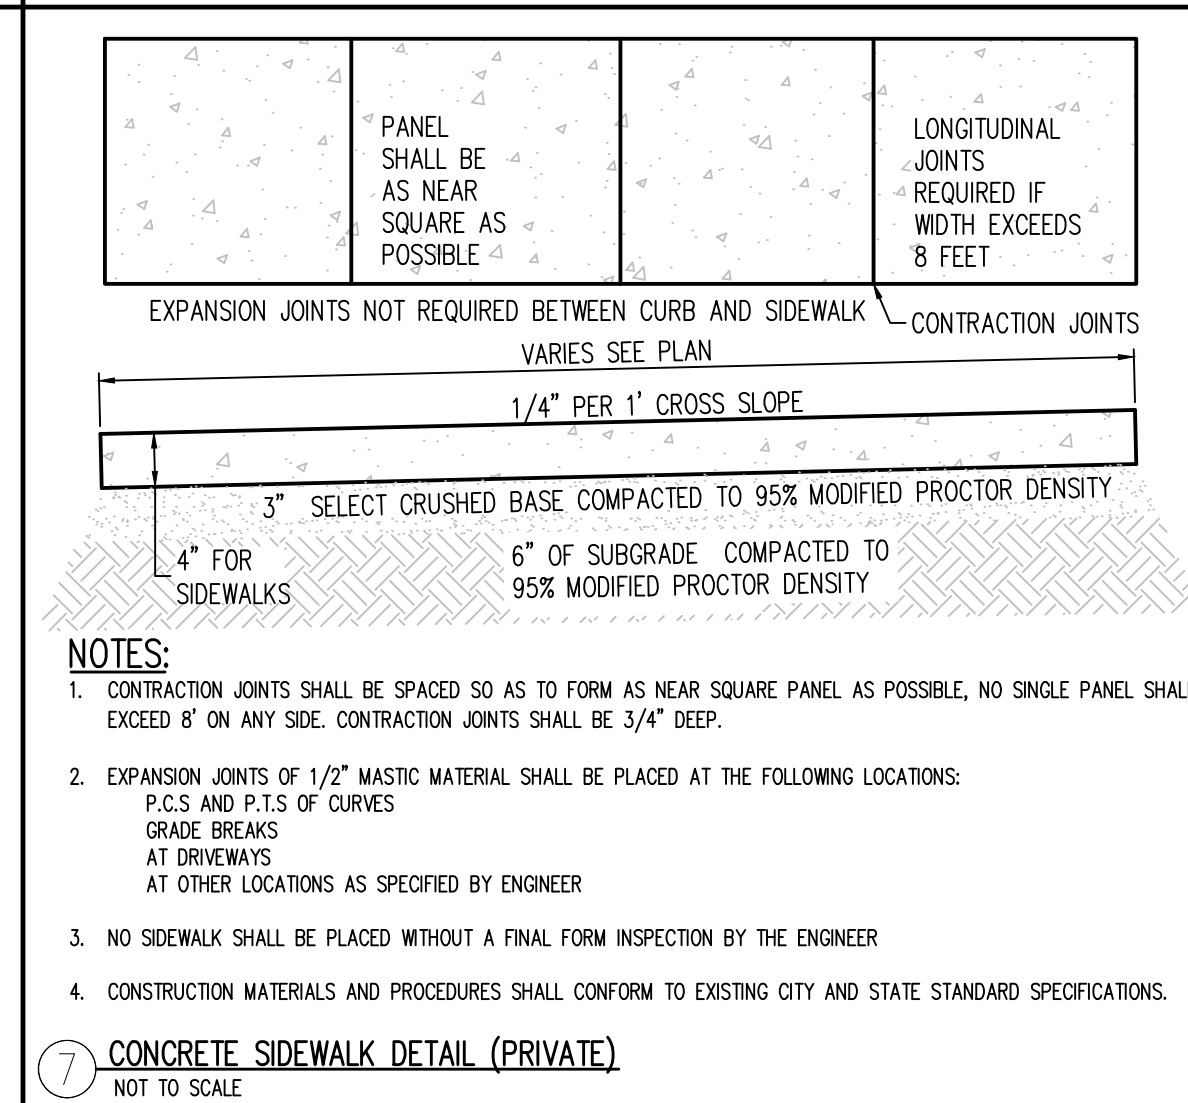 PANEL
SHALL BE
AS NEAR
SQUARE AS
POSSIBLE
LONGITUDINAL
JOINTS
REQUIRED IF
WIDTH EXCEEDS
8 FEET
EXPANSION JOINTS NOT REQUIRED BETWEEN CURB AND SIDEWALK
CONTRACTION JOINTS
VARIES SEE PLAN
1/4" PER 1' CROSS SLOPE
3" SELECT CRUSHED BASE COMPACTED TO 95% MODIFIED PROCTOR DENSITY
4" FOR
SIDEWALKS
6" OF SUBGRADE COMPACTED TO
95% MODIFIED PROCTOR DENSITY
NOTES:
1. CONTRACTION JOINTS SHALL BE SPACED SO AS TO FORM AS NEAR SQUARE PANEL AS POSSIBLE, NO SINGLE PANEL SHALL
EXCEED 8' ON ANY SIDE. CONTRACTION JOINTS SHALL BE 3/4" DEEP.
2. EXPANSION JOINTS OF 1/2" MASTIC MATERIAL SHALL BE PLACED AT THE FOLLOWING LOCATIONS:
P.C.S AND P.T.S OF CURVES
GRADE BREAKS
AT DRIVEWAYS
AT OTHER LOCATIONS AS SPECIFIED BY ENGINEER
3. NO SIDEWALK SHALL BE PLACED WITHOUT A FINAL FORM INSPECTION BY THE ENGINEER
4. CONSTRUCTION MATERIALS AND PROCEDURES SHALL CONFORM TO EXISTING CITY AND STATE STANDARD SPECIFICATIONS.
7 CONCRETE SIDEWALK DETAIL (PRIVATE)
NOT TO SCALE